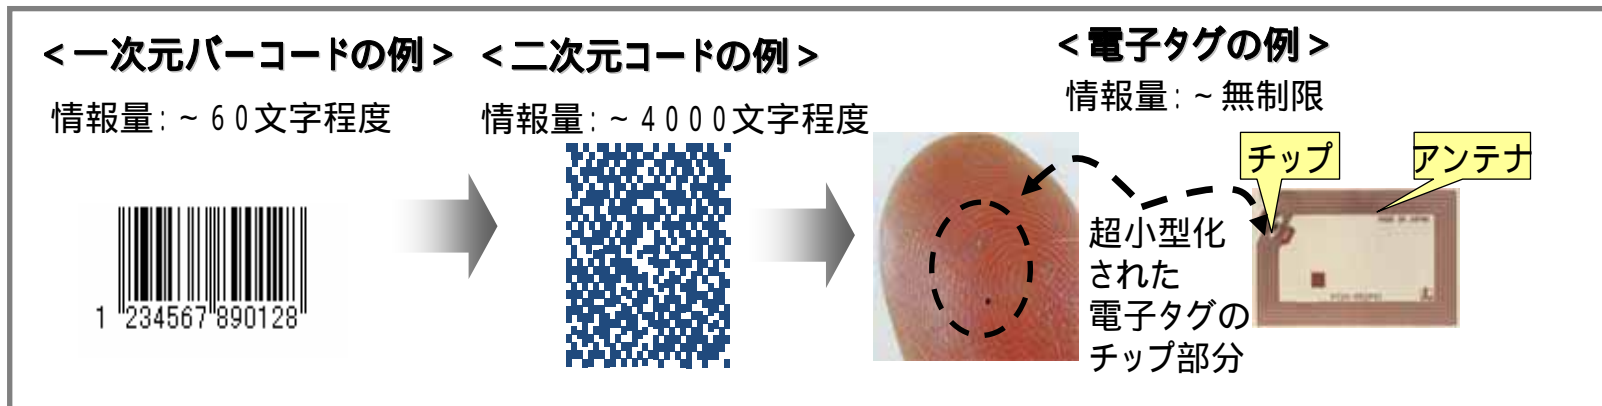 ＜一次元バーコードの例＞
情報量：～６０文字程度
1 234567 890128
＜二次元コードの例＞
情報量：～４０００文字程度
＜電子タグの例＞
情報量：～無制限
チップ
アンテナ
超小型化
された
電子タグの
チップ部分